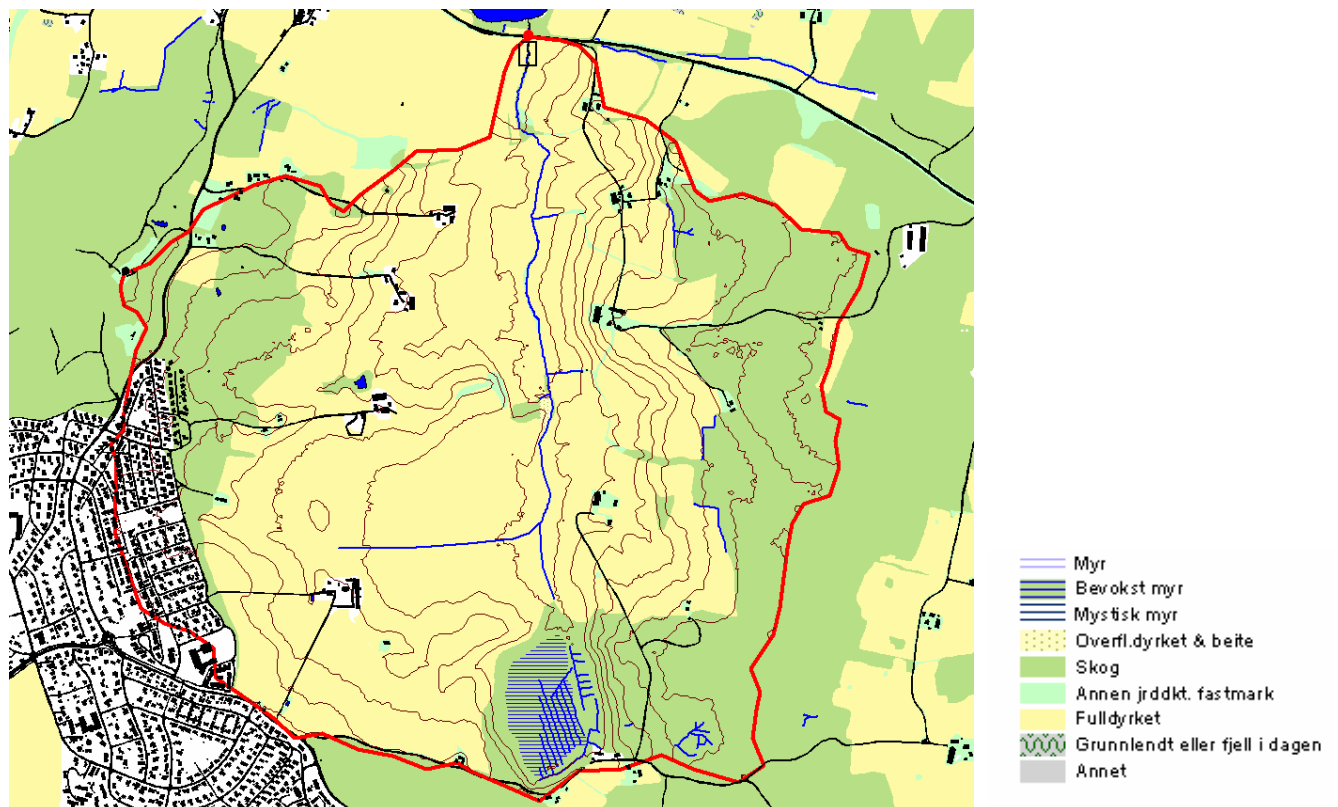 Myr
Bevokst myr
Mystisk myr
Overfl.dyrket & beite
Skog
Annen jrddkt. fastmark
Fulldyrket
Grunnlendt eller fjell i dagen
Annet